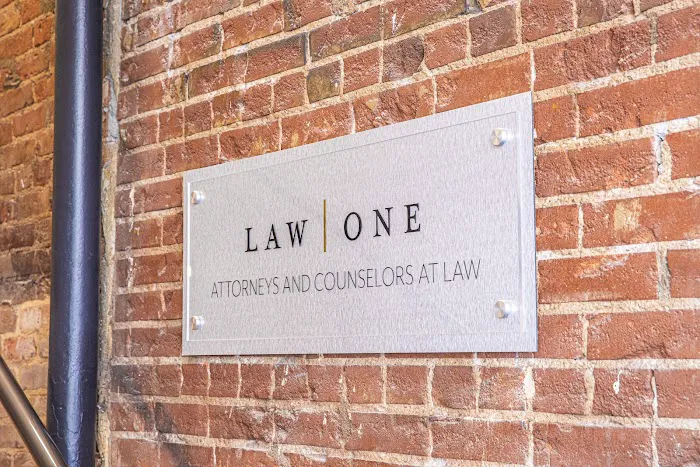 LAW | ONE
ATTORNEYS AND COUNSELORS AT LAW